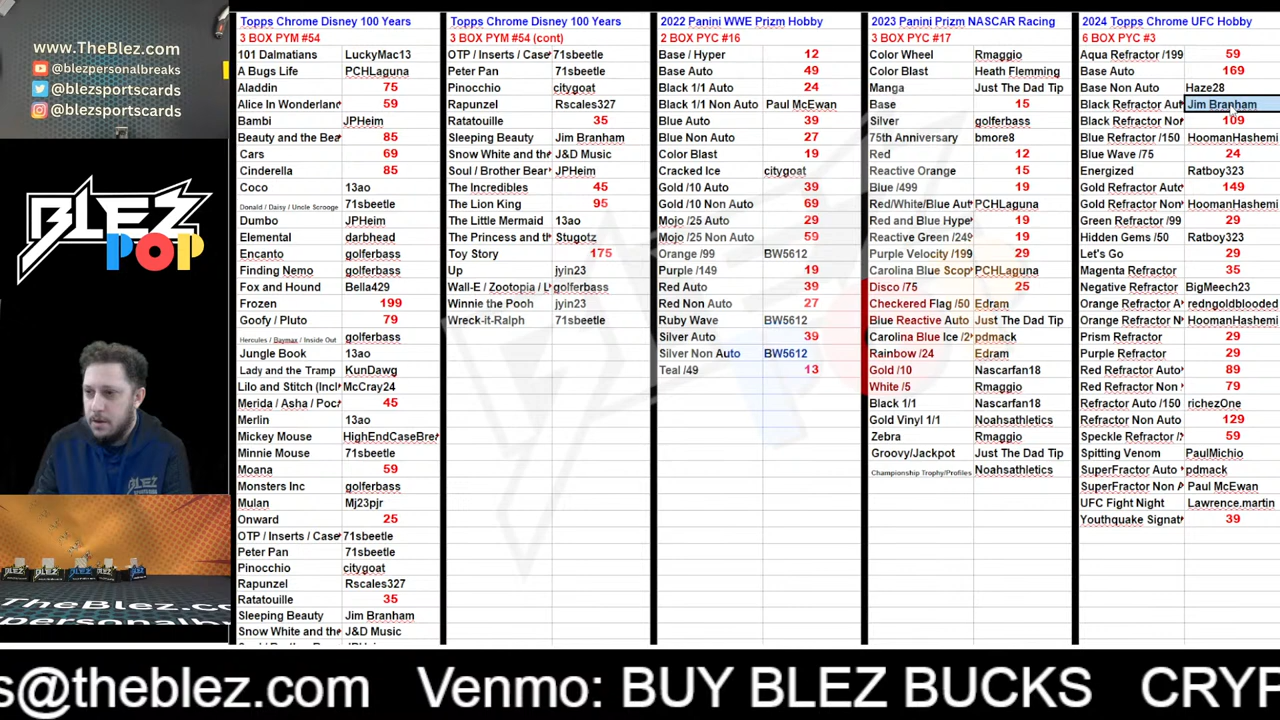 www.TheBlez.com
@blezpersonalbreaks
@blezsportscards
@blezsportscards
BLEZ
POP
TheBlez.co
Topps Chrome Disney 100 Years
3 BOX PYM #54
101 Dalmatians LuckyMac13
A Bugs Life PCHLaguna
Aladdin 75
Alice In Wonderlan 59
Bambi JPHeim
Beauty and the Bea 85
Cars 69
Cinderella 85
Coco 13ao
Donald / Daisy / Uncle Scrooge 71sbeetle
Dumbo JPHeim
Elemental darbhead
Encanto golferbass
Finding Nemo golferbass
Fox and Hound Bella429
Frozen 199
Goofy / Pluto 79
Hercules / Baymax / Inside Out golferbass
Jungle Book 13ao
Lady and the Tramp KunDawg
Lilo and Stitch (Incl McCray24
Merida / Asha / Poc 45
Merlin 13ao
Mickey Mouse HighEndCaseBre
Minnie Mouse 71sbeetle
Moana 59
Monsters Inc golferbass
Mulan Mj23pjr
Onward 25
OTP / Inserts / Case 71sbeetle
Peter Pan 71sbeetle
Pinocchio citygoat
Rapunzel Rscales327
Ratatouille 35
Sleeping Beauty Jim Branham
Snow White and the J&D Music
Topps Chrome Disney 100 Years
3 BOX PYM #54 (cont)
OTP / Inserts / Case 71sbeetle
Peter Pan 71sbeetle
Pinocchio citygoat
Rapunzel Rscales327
Ratatouille 35
Sleeping Beauty Jim Branham
Snow White and the J&D Music
Soul / Brother Bear JPHeim
The Incredibles 45
The Lion King 95
The Little Mermaid 13ao
The Princess and th Stugotz
Toy Story 175
Up jyin23
Wall-E / Zootopia / L golferbass
Winnie the Pooh jyin23
Wreck-it-Ralph 71sbeetle
2022 Panini WWE Prizm Hobby
2 BOX PYC #16
Base / Hyper 12
Base Auto 49
Black 1/1 Auto 24
Black 1/1 Non Auto Paul McEwan
Blue Auto 39
Blue Non Auto 27
Color Blast 19
Cracked Ice citygoat
Gold /10 Auto 39
Gold /10 Non Auto 69
Mojo /25 Auto 29
Mojo /25 Non Auto 59
Orange /99 BW5612
Purple /149 19
Red Auto 39
Red Non Auto 27
Ruby Wave BW5612
Silver Auto 39
Silver Non Auto BW5612
Teal /49 13
2023 Panini Prizm NASCAR Racing
3 BOX PYC #17
Color Wheel Rmaggio
Color Blast Heath Flemming
Manga Just The Dad Tip
Base 15
Silver golferbass
75th Anniversary bmore8
Red 12
Reactive Orange 15
Blue /499 19
Red/White/Blue Aut PCHLaguna
Red and Blue Hype 19
Reactive Green /249 19
Purple Velocity /199 29
Carolina Blue Scop PCHLaguna
Disco /75 25
Checkered Flag /50 Edram
Blue Reactive Auto Just The Dad Tip
Carolina Blue Ice /2 pdmack
Rainbow /24 Edram
Gold /10 Nascarfan18
White /5 Rmaggio
Black 1/1 Nascarfan18
Gold Vinyl 1/1 Noahsathletics
Zebra Rmaggio
Groovy/Jackpot Just The Dad Tip
Championship Trophy/Profiles Noahsathletics
2024 Topps Chrome UFC Hobby
6 BOX PYC #3
Aqua Refractor /199 59
Base Auto 169
Base Non Auto Haze28
Black Refractor Au Jim Branham
Black Refractor No 109
Blue Refractor /150 HoomanHashemi
Blue Wave /75 24
Energized Ratboy323
Gold Refractor Auto 149
Gold Refractor Non HoomanHashemi
Green Refractor /99 29
Hidden Gems /50 Ratboy323
Let's Go 29
Magenta Refractor 35
Negative Refractor BigMeech23
Orange Refractor A redngoldblooded
Orange Refractor N HoomanHashemi
Prism Refractor 29
Purple Refractor 29
Red Refractor Auto 89
Red Refractor Non 79
Refractor Auto /150 richezOne
Refractor Non Auto 129
Speckle Refractor / 59
Spitting Venom PaulMichio
SuperFractor Auto pdmack
SuperFractor Non A Paul McEwan
UFC Fight Night Lawrence.martin
Youthquake Signat 39
s@theblez.com Venmo: BUY BLEZ BUCKS CRYP